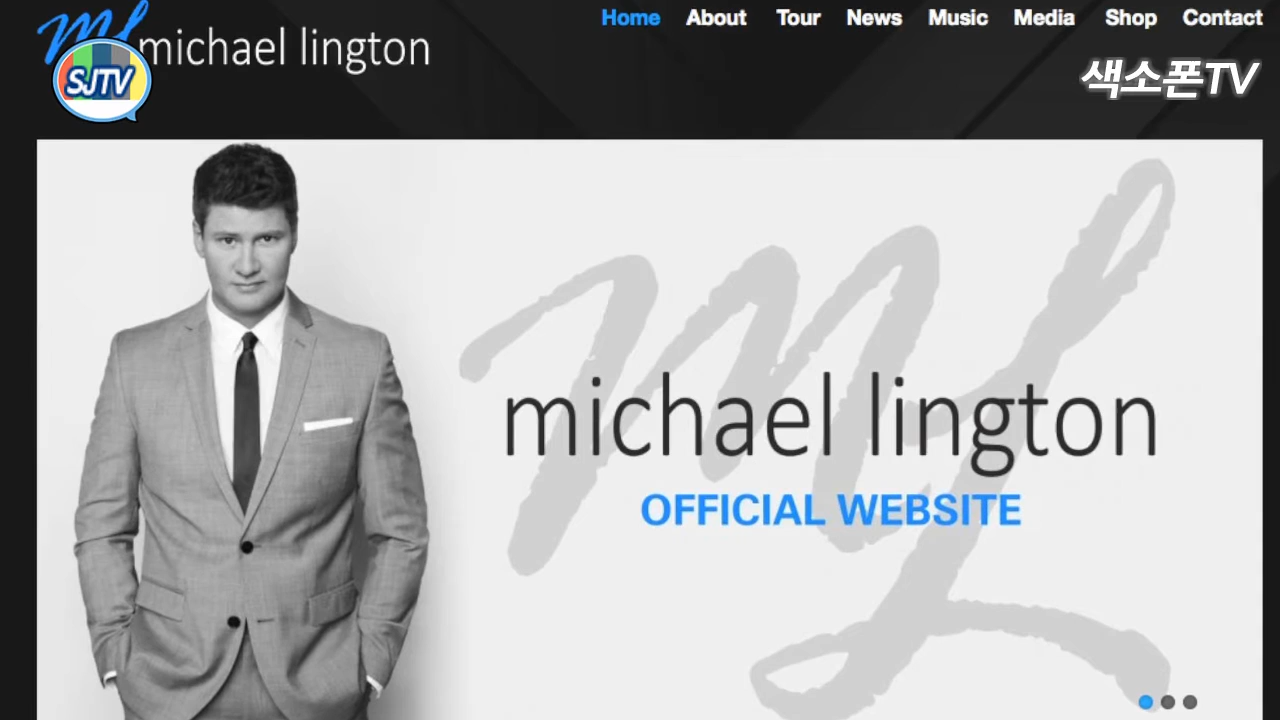 Home About Tour News Music Media Shop Contact
ML michael lington
SJTV
색소폰TV
ML
michael lington
OFFICIAL WEBSITE